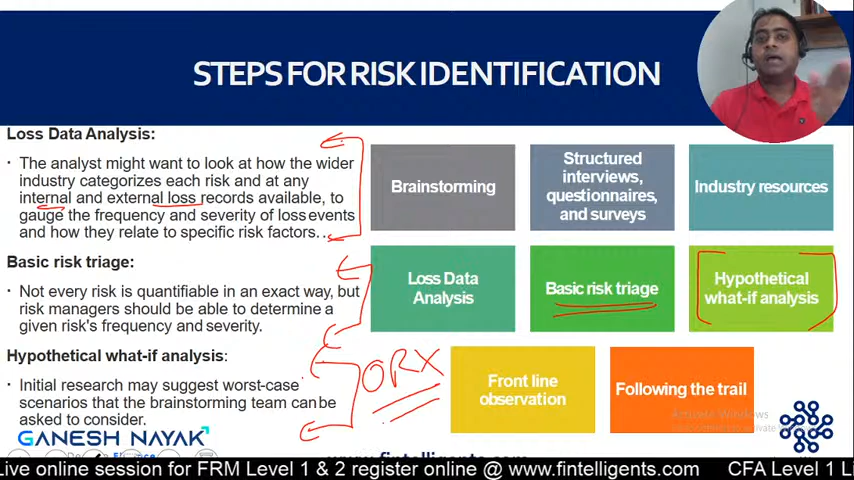 STEPS FOR RISK IDENTIFICATION
Loss Data Analysis:
• The analyst might want to look at how the wider
industry categorizes each risk and at any
internal and external loss records available, to
gauge the frequency and severity of loss events
and how they relate to specific risk factors..
Basic risk triage:
• Not every risk is quantifiable in an exact way, but
risk managers should be able to determine a
given risk's frequency and severity.
Hypothetical what-if analysis:
• Initial research may suggest worst-case
scenarios that the brainstorming team can be
asked to consider.
Brainstorming
Structured
interviews,
questionnaires,
and surveys
Industry resources
Loss Data
Analysis
Basic risk triage
Hypothetical
what-if analysis
ORX
Front line
observation
Following the trail
Activate Windows
GANESH NAYAK
www.fintelligents.com
Live online session for FRM Level 1 & 2 register online @ www.fintelligents.com CFA Level 1 Li